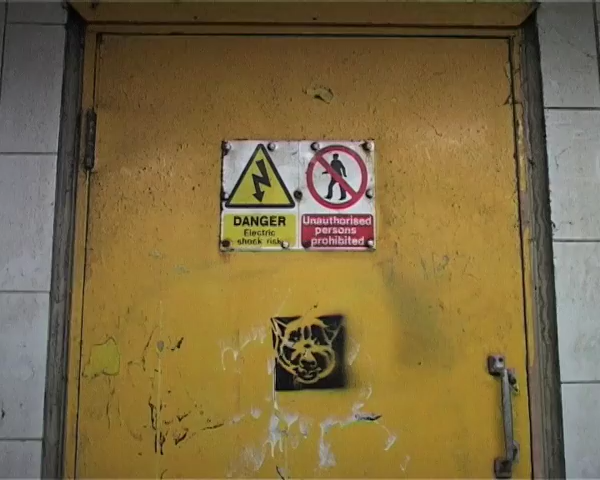 DANGER
Electric
shock risk
Unauthorised
persons
prohibited